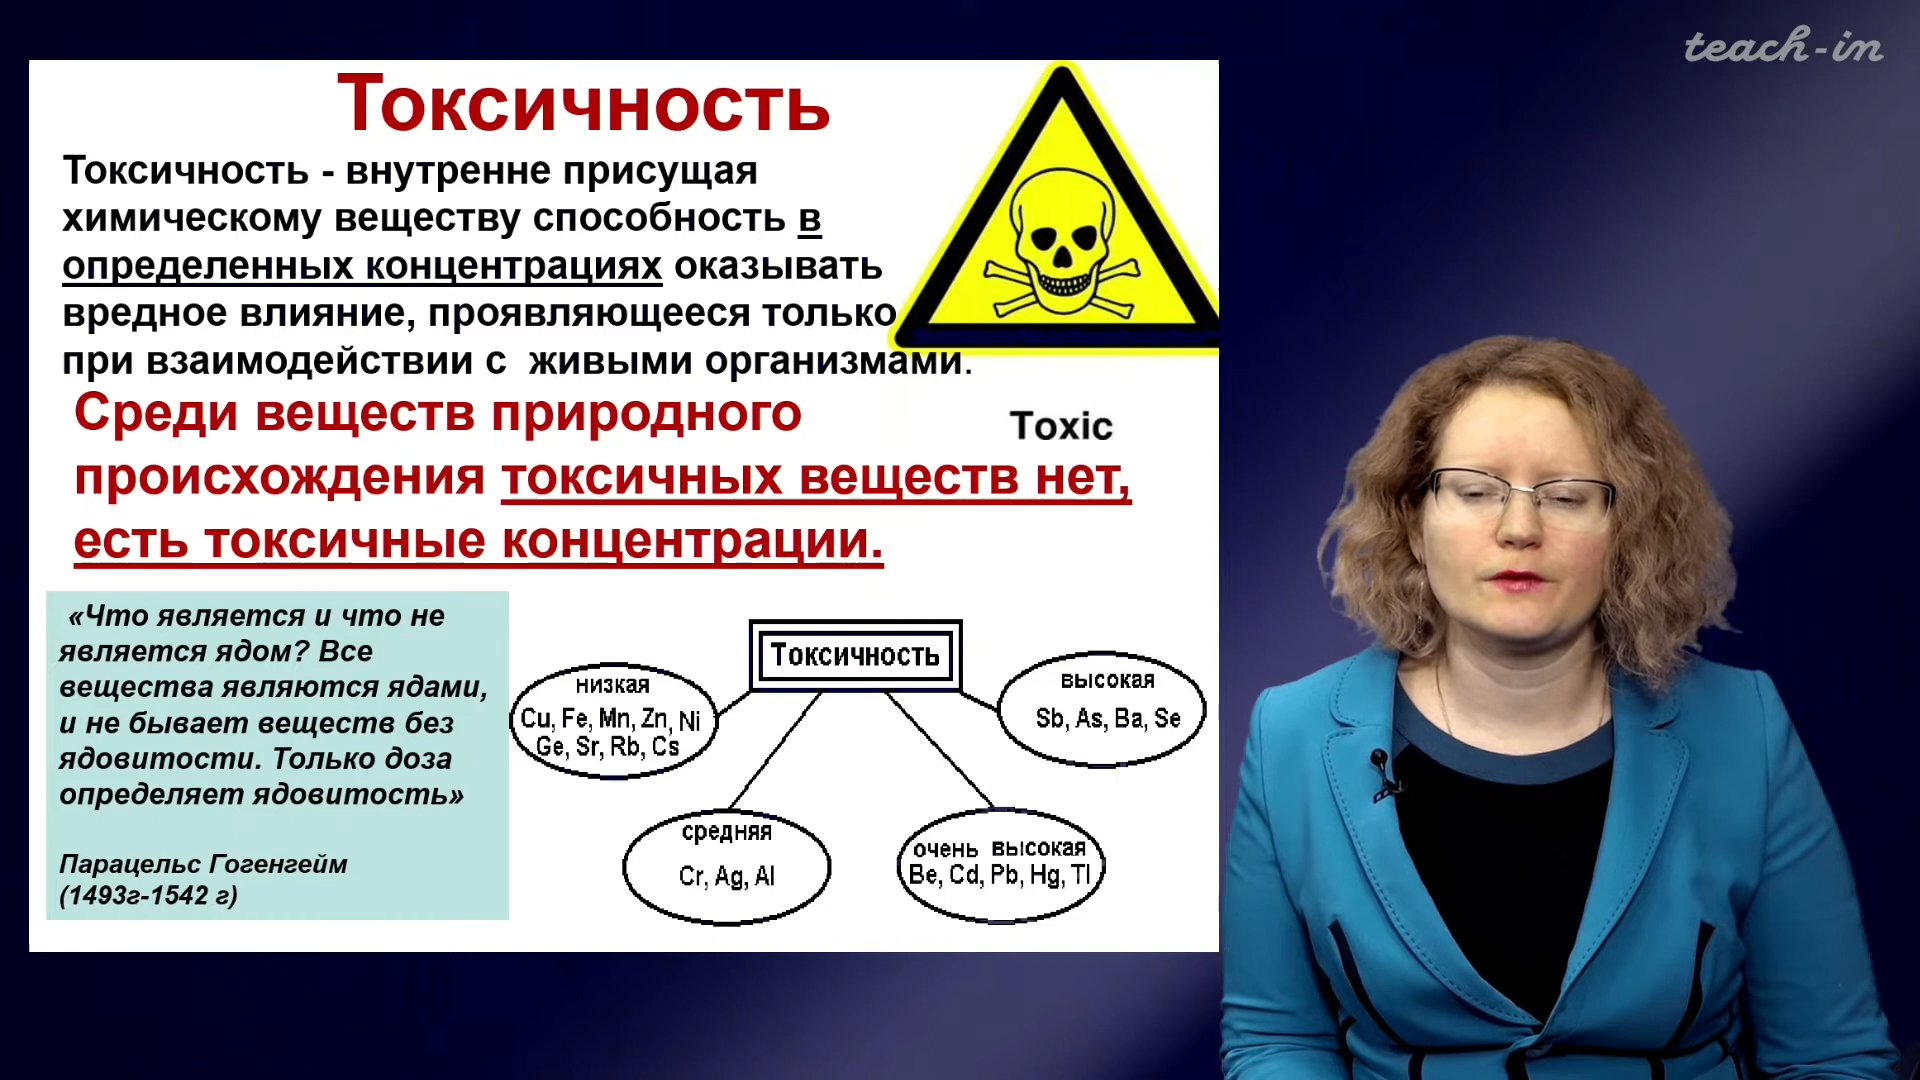 teach-in
Токсичность
Токсичность - внутренне присущая
химическому веществу способность в
определенных концентрациях оказывать
вредное влияние, проявляющееся только
при взаимодействии с живыми организмами.
Toxic
Среди веществ природного
происхождения токсичных веществ нет,
есть токсичные концентрации.
«Что является и что не
является ядом? Все
вещества являются ядами,
и не бывает веществ без
ядовитости. Только доза
определяет ядовитость»
Парацельс Гогенгейм
(1493г-1542 г)
Токсичность
низкая
Cu, Fe, Mn, Zn, Ni
Ge, Sr, Rb, Cs
средняя
Cr, Ag, Al
очень высокая
Be, Cd, Pb, Hg, Tl
высокая
Sb, As, Ba, Se